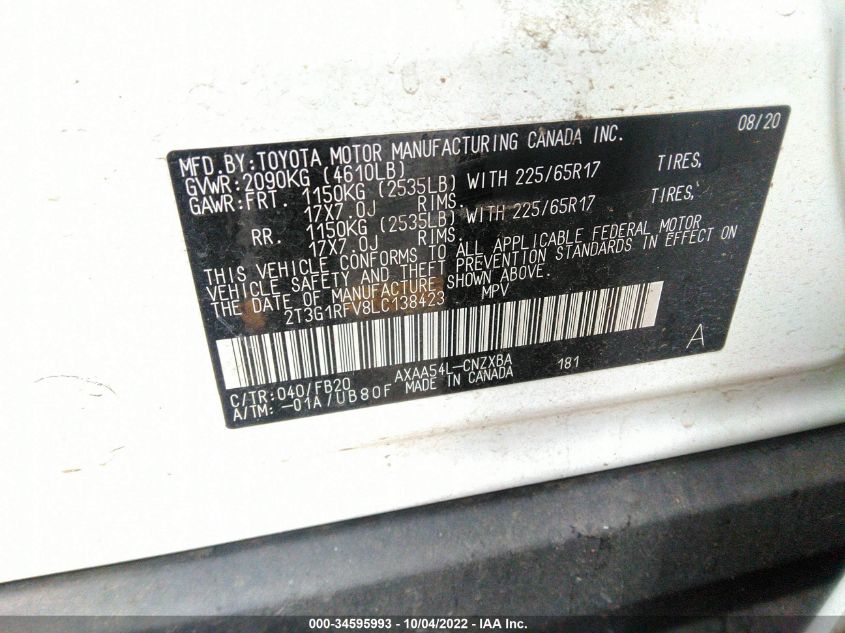 08/20
MFD.BY:TOYOTA MOTOR MANUFACTURING CANADA INC.
GVWR:2090KG (4610LB)
GAWR:FRT. 1150KG (2535LB) WITH 225/65R17 TIRES,
17X7.0J RIMS.
RR. 1150KG (2535LB) WITH 225/65R17 TIRES,
17X7.0J RIMS.
THIS VEHICLE CONFORMS TO ALL APPLICABLE FEDERAL MOTOR
VEHICLE SAFETY AND THEFT PREVENTION STANDARDS IN EFFECT ON
THE DATE OF MANUFACTURE SHOWN ABOVE.
2T3G1RFV8LC138423 MPV
A
C/TR:040/FB20 AXAA54L-CNZXBA 181
A/TM:-01A/UB80F MADE IN CANADA
000-34595993 - 10/04/2022 - IAA Inc.